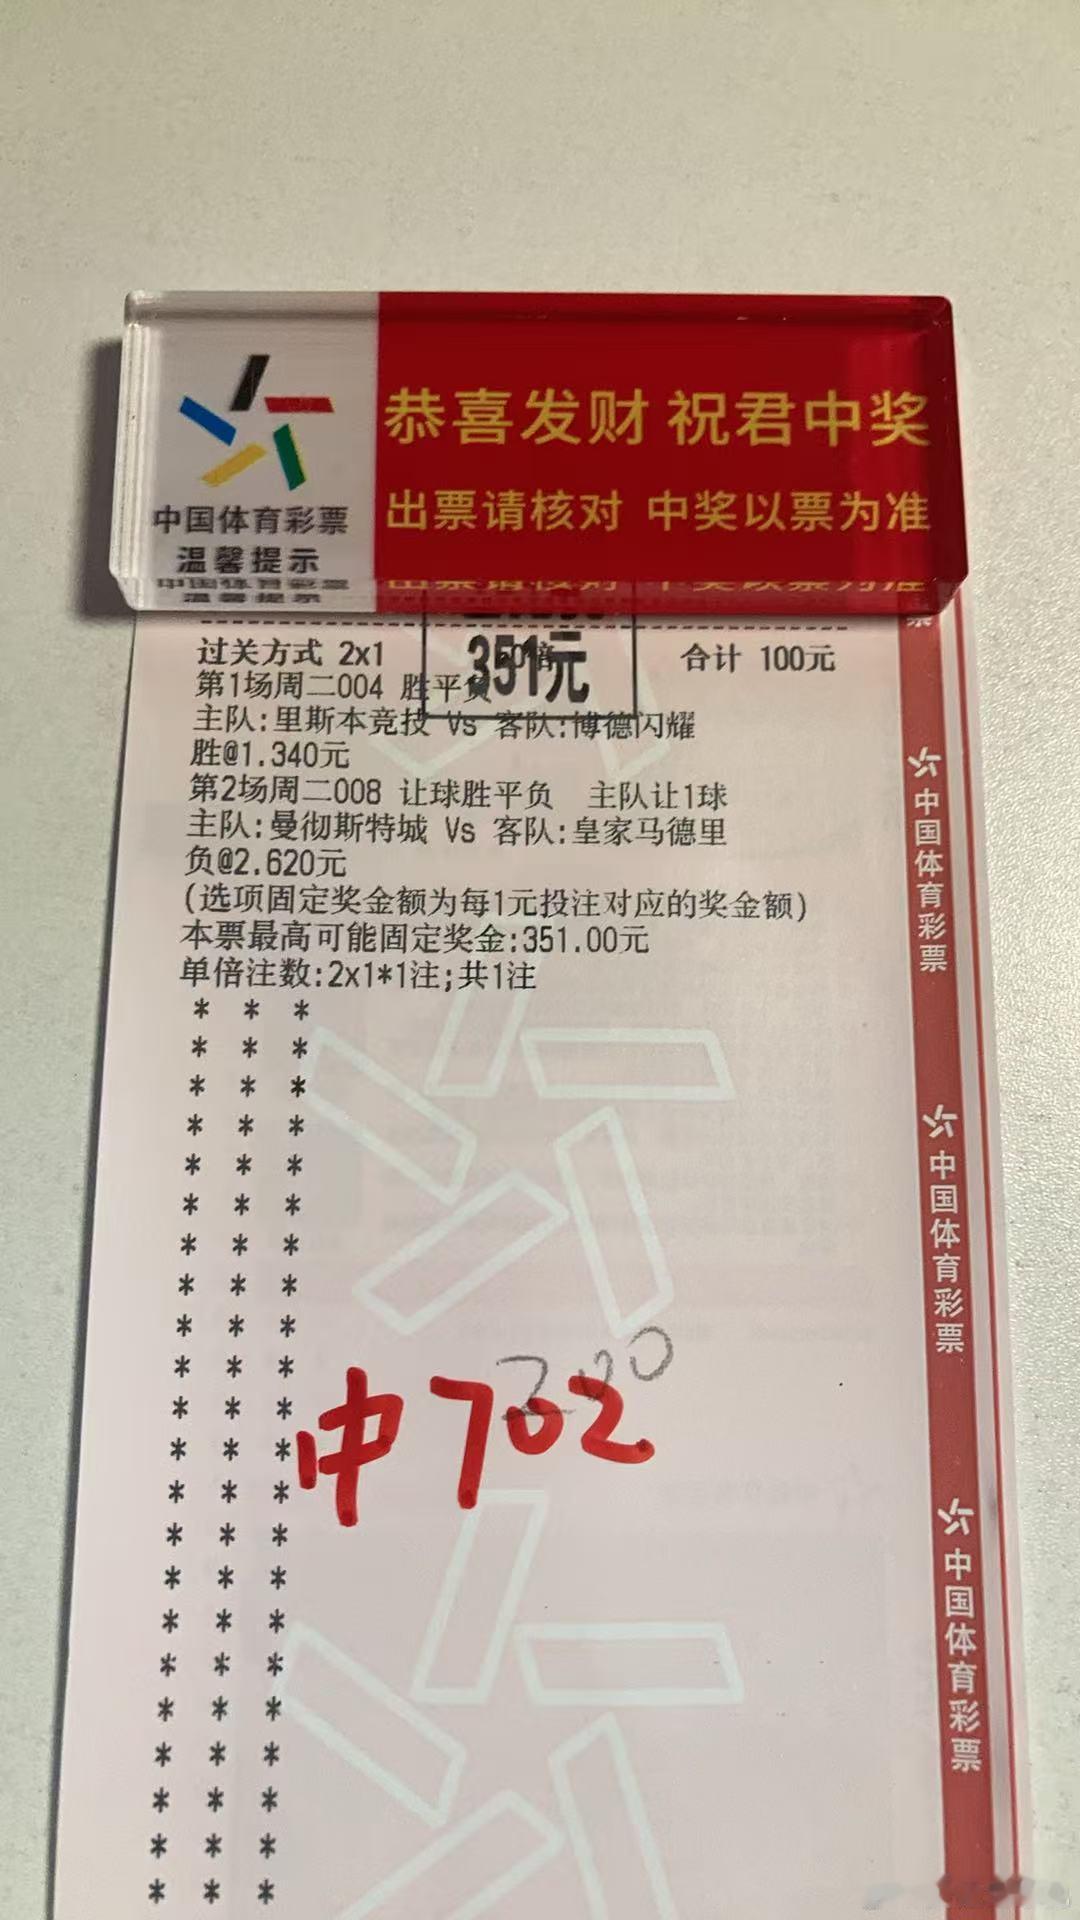 恭喜发财 祝君中奖
出票请核对 中奖以票为准
中国体育彩票
温馨提示
351元
过关方式 2x1 50倍 合计 100元
第1场周二004 胜平负
主队:里斯本竞技 Vs 客队:博德闪耀
胜@1.340元
第2场周二008 让球胜平负 主队让1球
主队:曼彻斯特城 Vs 客队:皇家马德里
负@2.620元
(选项固定奖金额为每1元投注对应的奖金额)
本票最高可能固定奖金:351.00元
单倍注数:2x1*1注;共1注
200
中702
中国体育彩票
中国体育彩票
中国体育彩票